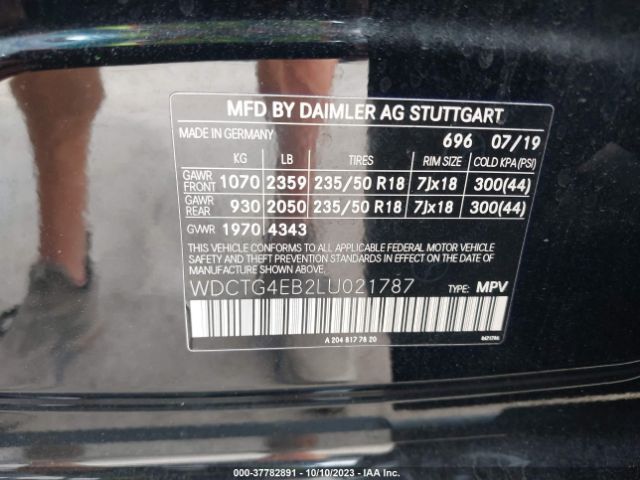 MFD BY DAIMLER AG STUTTGART
MADE IN GERMANY 696 07/19
KG LB TIRES RIM SIZE COLD KPA (PSI)
GAWR FRONT 1070 2359 235/50 R18 7Jx18 300(44)
GAWR REAR 930 2050 235/50 R18 7Jx18 300(44)
GVWR 1970 4343
THIS VEHICLE CONFORMS TO ALL APPLICABLE FEDERAL MOTOR VEHICLE
SAFETY AND THEFT PREVENTION STANDARDS IN EFFECT ON THE DATE OF
MANUFACTURE SHOWN ABOVE.
WDCTG4EB2LU021787 TYPE: MPV
A 204 817 78 20
000-37782891 - 10/10/2023 - IAA Inc.